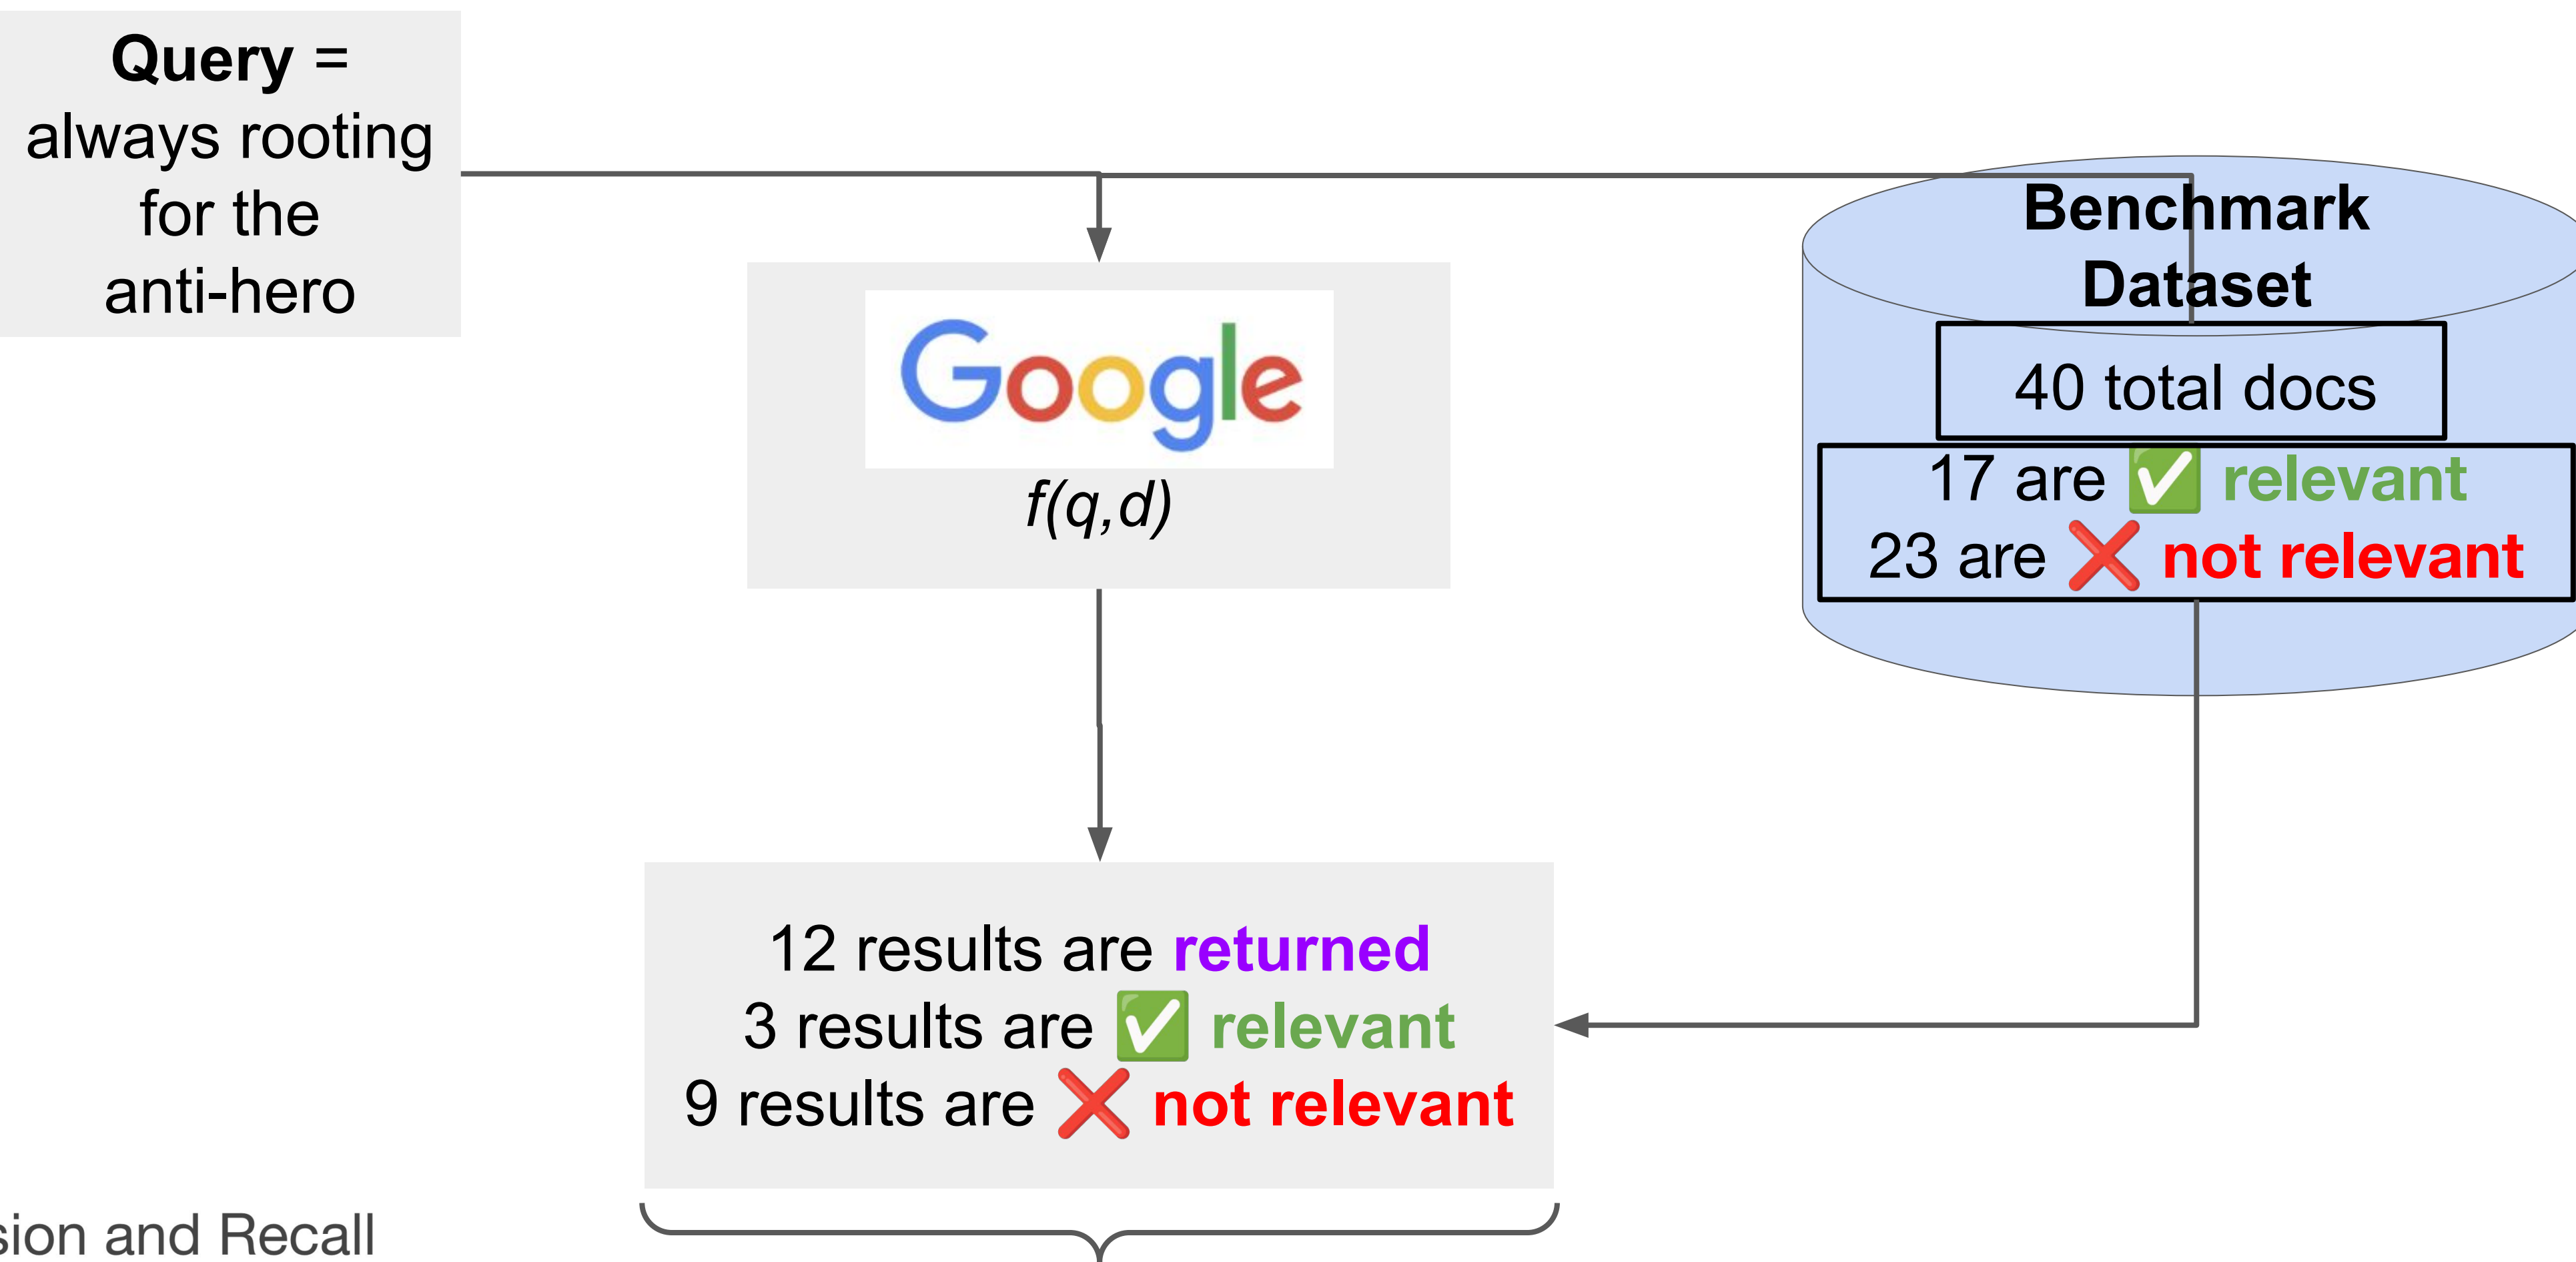 Query =
always rooting
for the
anti-hero
Google
f(q,d)
Benchmark
Dataset
40 total docs
17 are ✅ relevant
23 are ❌ not relevant
12 results are returned
3 results are ✅ relevant
9 results are ❌ not relevant
and Recall